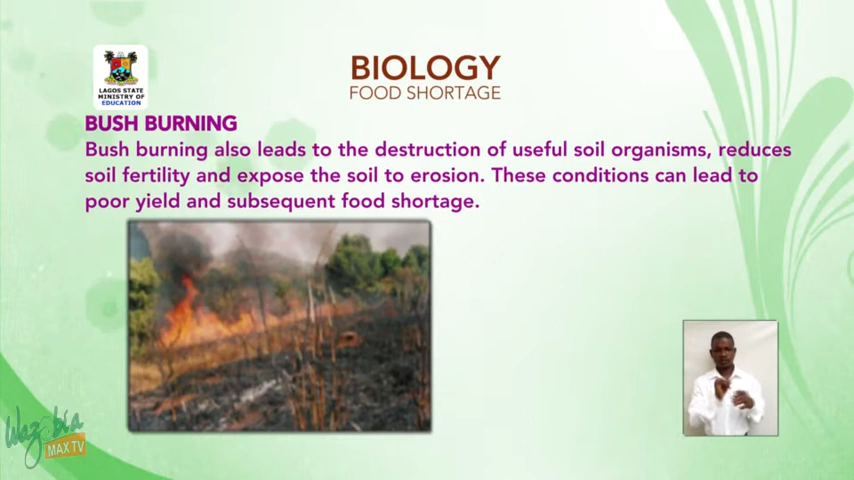 BIOLOGY
FOOD SHORTAGE
LAGOS STATE
MINISTRY OF
EDUCATION
BUSH BURNING
Bush burning also leads to the destruction of useful soil organisms, reduces
soil fertility and expose the soil to erosion. These conditions can lead to
poor yield and subsequent food shortage.
Wazobia
MAX TV